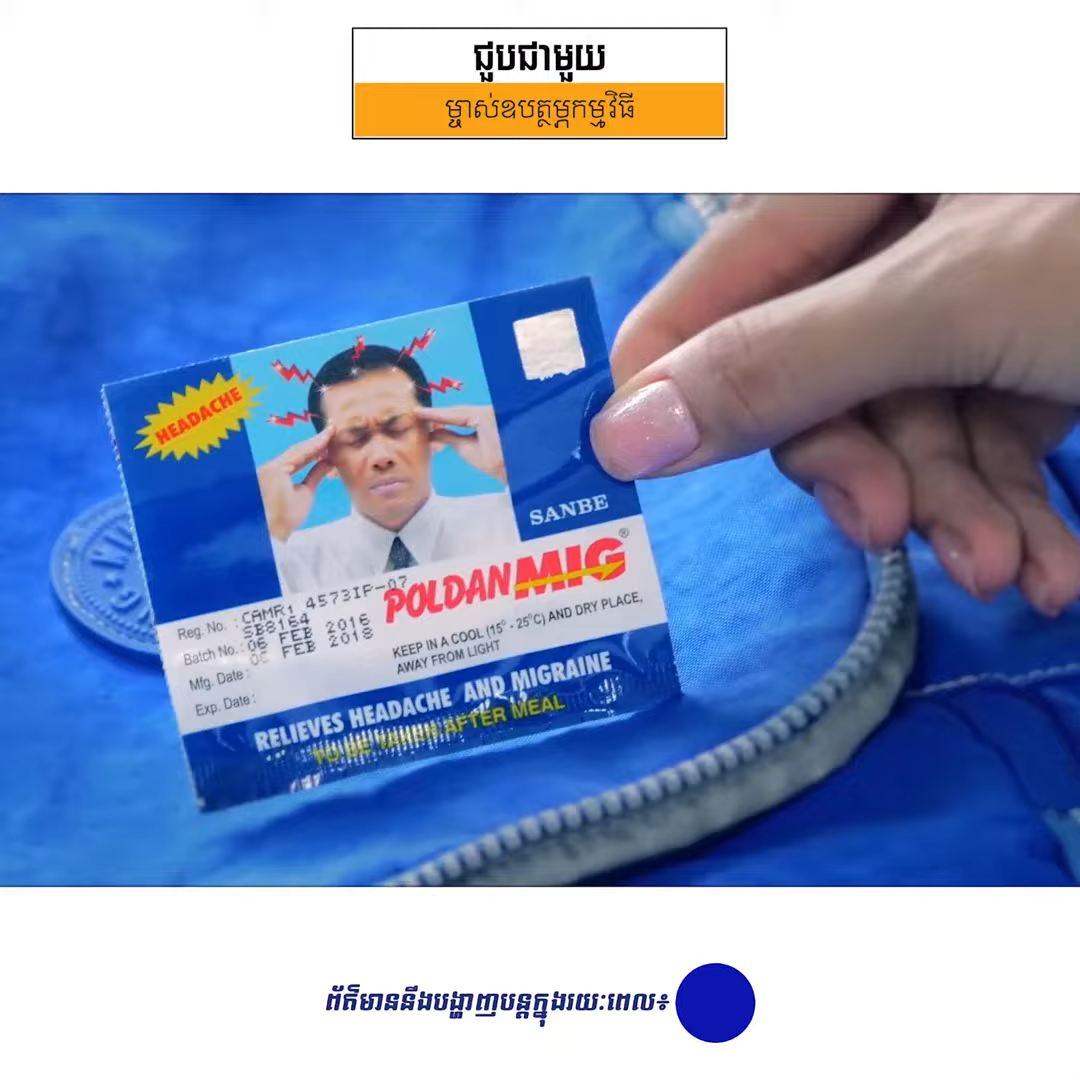 ជួបជាមួយ
ម្ចាស់ឧបត្ថម្ភកម្មវិធី
HEADACHE
SANBE
POLDANMIG®
Reg. No. : CAMR1 4573IP-07
Batch No.: SB8164
Mfg. Date : 06 FEB 2016
Exp. Date : 06 FEB 2018
KEEP IN A COOL (15° - 25°C) AND DRY PLACE,
AWAY FROM LIGHT
RELIEVES HEADACHE AND MIGRAINE
TO BE TAKEN AFTER MEAL
ព័ត៌មាននឹងបង្ហាញបន្តក្នុងរយៈពេល៖